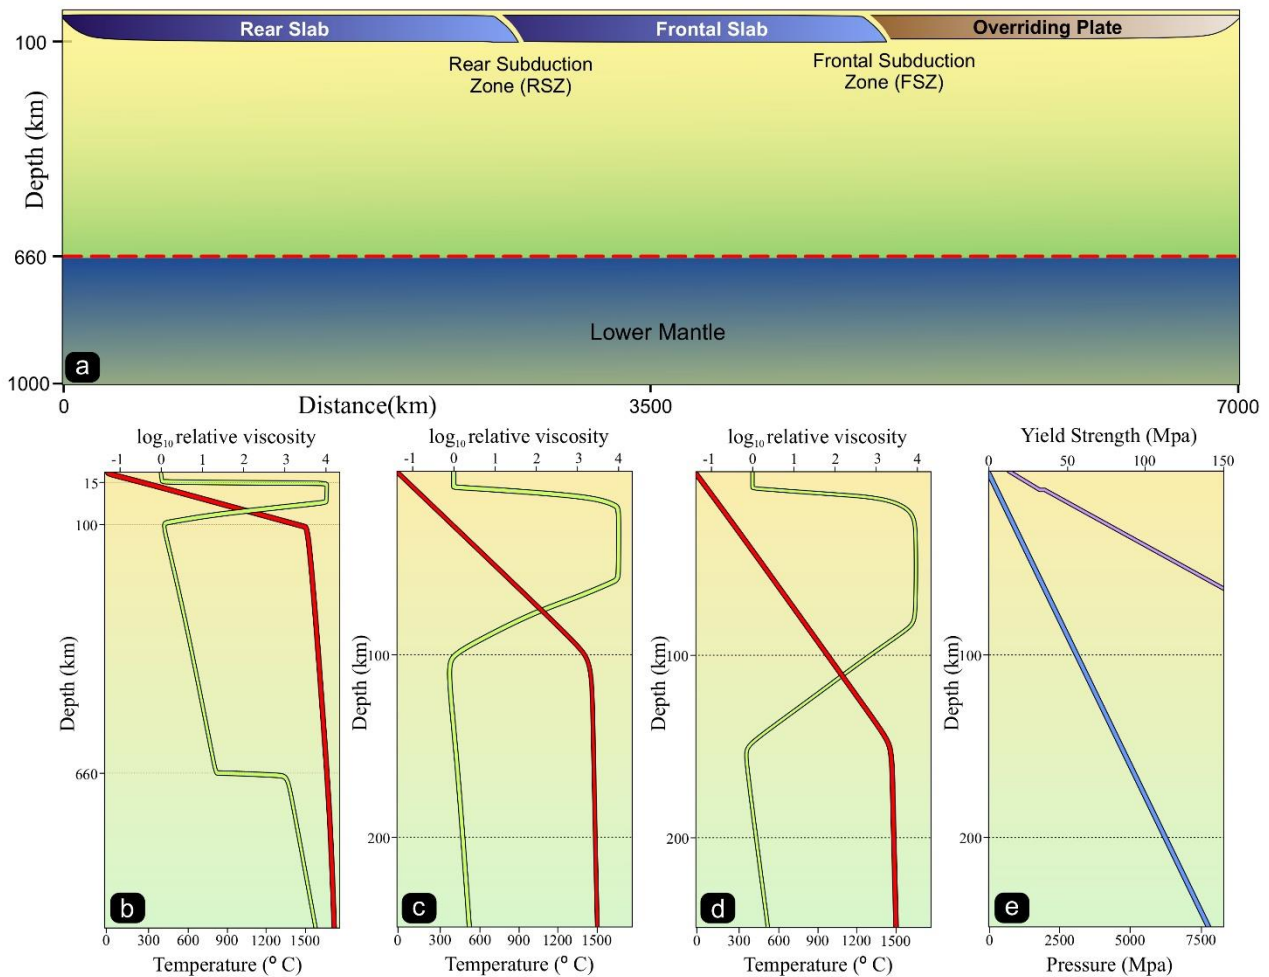 Rear Slab
Frontal Slab
Overriding Plate
100
Rear Subduction
Zone (RSZ)
Frontal Subduction
Zone (FSZ)
Depth (km)
660
Lower Mantle
a
1000
0
Distance(km)
3500
7000
log₁₀ relative viscosity
-1 0 1 2 3 4
15
100
Depth (km)
660
b
0 300 600 900 1200 1500
Temperature (° C)
log₁₀ relative viscosity
-1 0 1 2 3 4
100
Depth (km)
200
c
0 300 600 900 1200 1500
Temperature (° C)
log₁₀ relative viscosity
-1 0 1 2 3 4
100
Depth (km)
200
d
0 300 600 900 1200 1500
Temperature (° C)
Yield Strength (Mpa)
0 50 100 150
100
Depth (km)
200
e
0 2500 5000 7500
Pressure (Mpa)